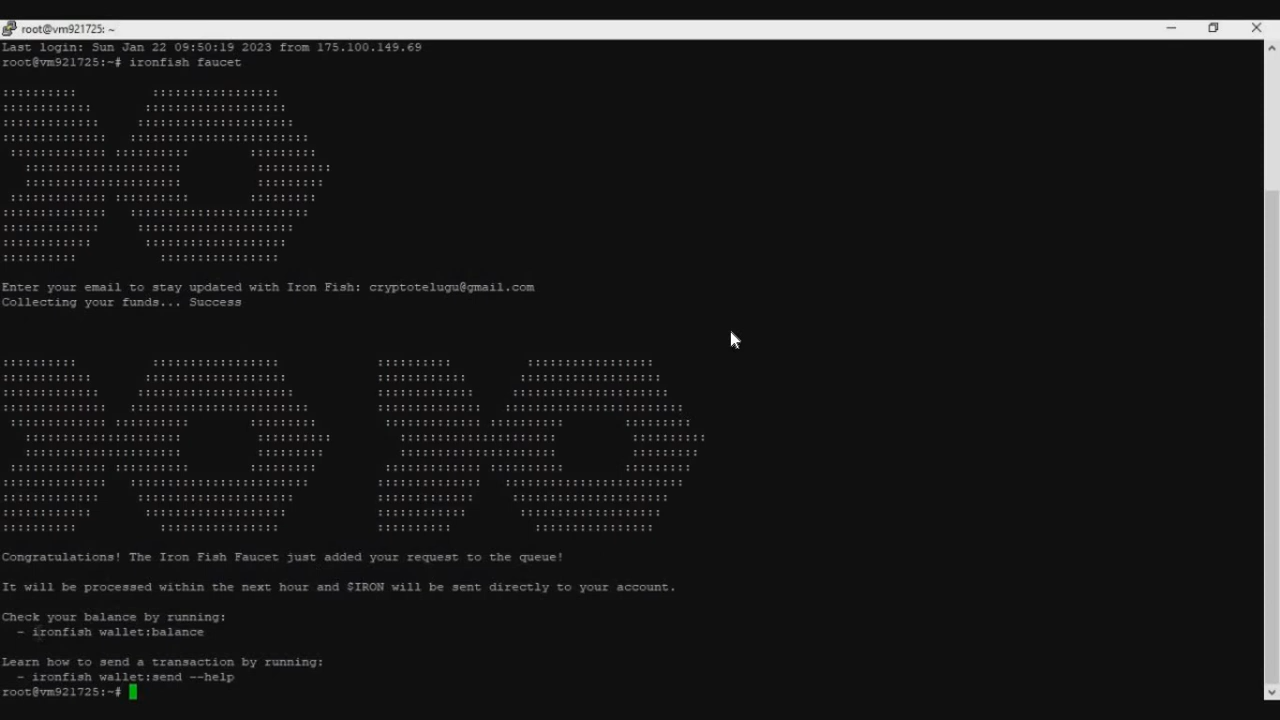 root@vm921725: ~
Last login: Sun Jan 22 09:50:19 2023 from 175.100.149.69
root@vm921725:~# ironfish faucet
Enter your email to stay updated with Iron Fish: cryptotelugu@gmail.com
Collecting your funds... Success
Congratulations! The Iron Fish Faucet just added your request to the queue!
It will be processed within the next hour and $IRON will be sent directly to your account.
Check your balance by running:
- ironfish wallet:balance
Learn how to send a transaction by running:
- ironfish wallet:send --help
root@vm921725:~#